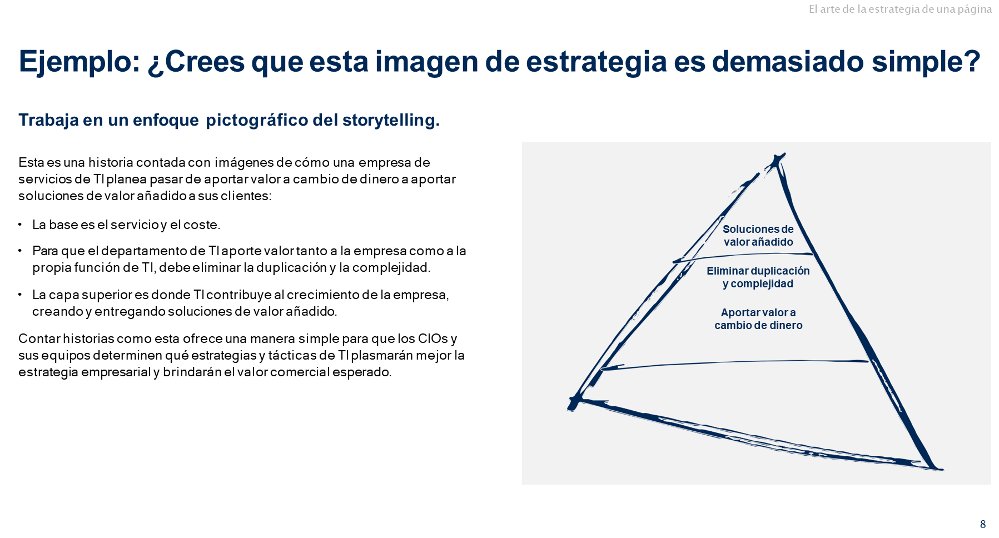 El arte de la estrategia de una página
Ejemplo: ¿Crees que esta imagen de estrategia es demasiado simple?
Trabaja en un enfoque pictográfico del storytelling.
Esta es una historia contada con imágenes de cómo una empresa de
servicios de TI planea pasar de aportar valor a cambio de dinero a aportar
soluciones de valor añadido a sus clientes:
• La base es el servicio y el coste.
• Para que el departamento de TI aporte valor tanto a la empresa como a la
propia función de TI, debe eliminar la duplicación y la complejidad.
• La capa superior es donde TI contribuye al crecimiento de la empresa,
creando y entregando soluciones de valor añadido.
Contar historias como esta ofrece una manera simple para que los CIOs y
sus equipos determinen qué estrategias y tácticas de TI plasmarán mejor la
estrategia empresarial y brindarán el valor comercial esperado.
Soluciones de
valor añadido
Eliminar duplicación
y complejidad
Aportar valor a
cambio de dinero
8